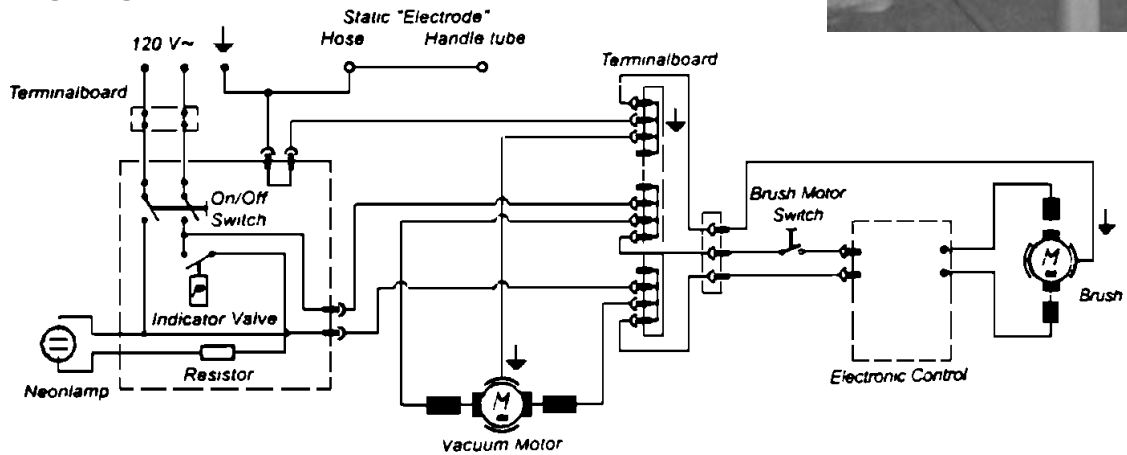 Static "Electrode"
120 V~
Hose
Handle tube
Terminalboard
Terminalboard
On/Off
Switch
Brush Motor
Switch
M
Indicator Valve
Brush
Resistor
Electronic Control
Neonlamp
M
Vacuum Motor